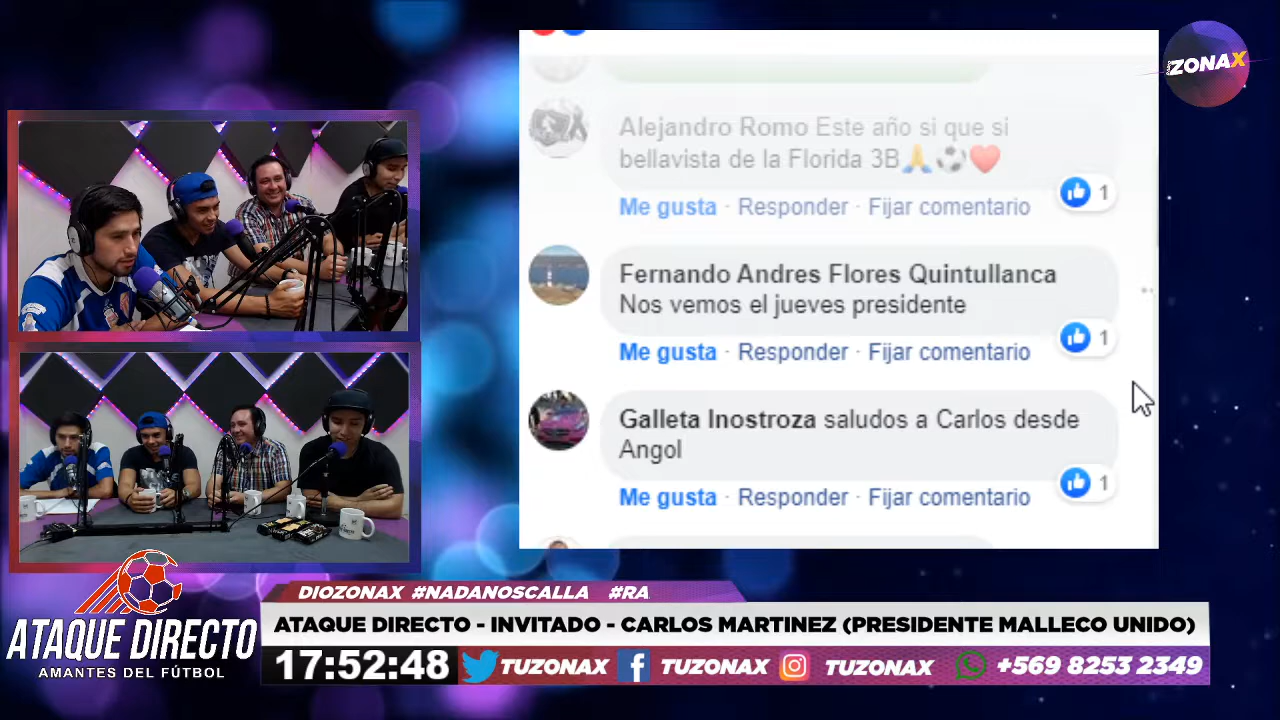 ZONAX
Alejandro Romo Este año si que si
bellavista de la Florida 3B🙏⚽❤️
Me gusta · Responder · Fijar comentario
1
Fernando Andres Flores Quintullanca
Nos vemos el jueves presidente
Me gusta · Responder · Fijar comentario
1
Galleta Inostroza saludos a Carlos desde
Angol
Me gusta · Responder · Fijar comentario
1
ATAQUE DIRECTO
AMANTES DEL FÚTBOL
DIOZONAX #NADANOSCALLA #RA
ATAQUE DIRECTO - INVITADO - CARLOS MARTINEZ (PRESIDENTE MALLECO UNIDO)
17:52:48 TUZONAX TUZONAX TUZONAX +569 8253 2349